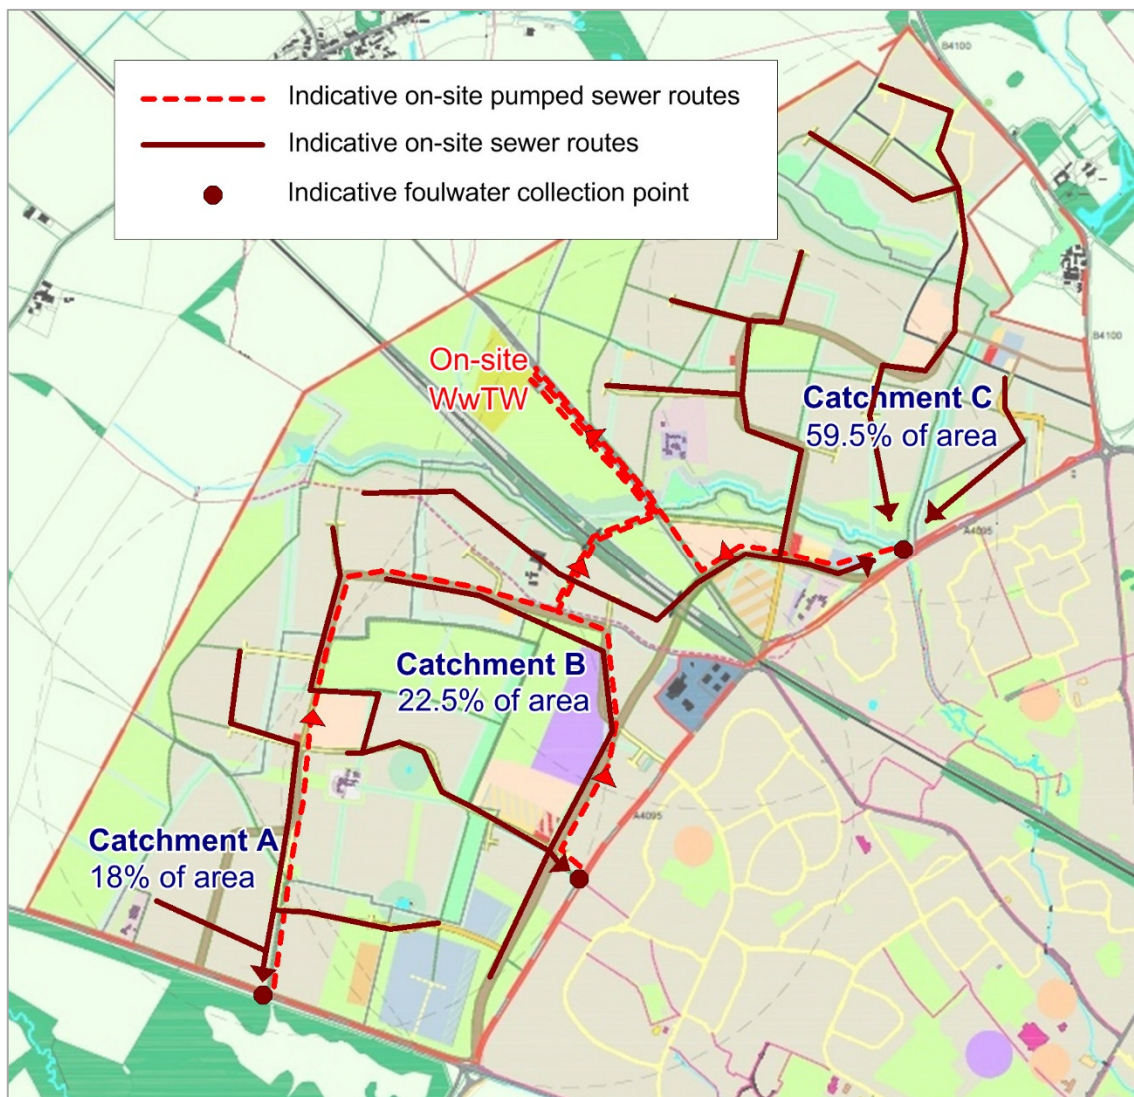 B4100
Indicative on-site pumped sewer routes
Indicative on-site sewer routes
Indicative foulwater collection point
B4100
On-site
WwTW
Catchment C
59.5% of area
A4095
Catchment B
22.5% of area
A4095
Catchment A
18% of area